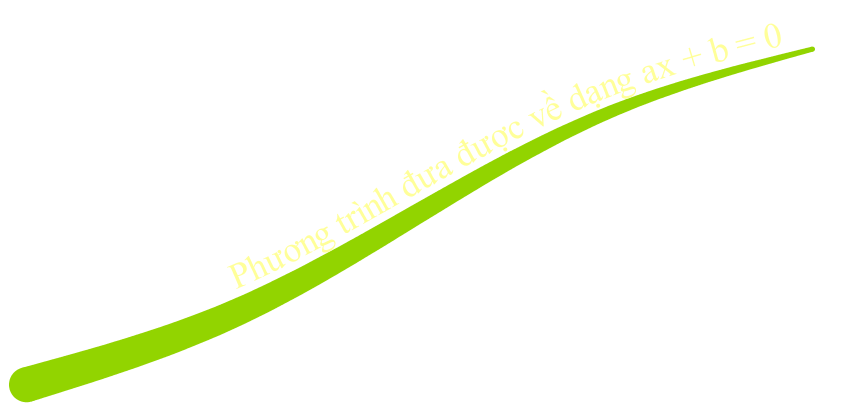 Phương trình đưa được về dạng ax + b = 0